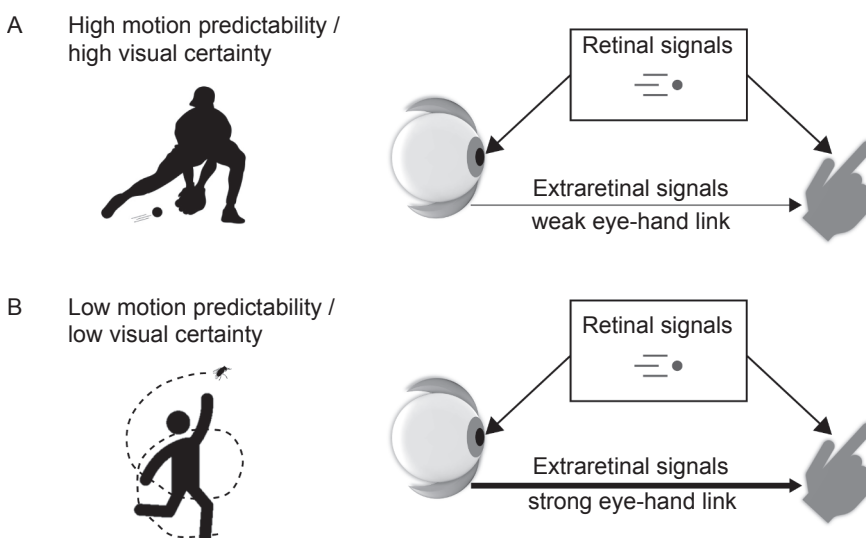 A High motion predictability /
high visual certainty
Retinal signals
Extraretinal signals
weak eye-hand link
B Low motion predictability /
low visual certainty
Retinal signals
Extraretinal signals
strong eye-hand link